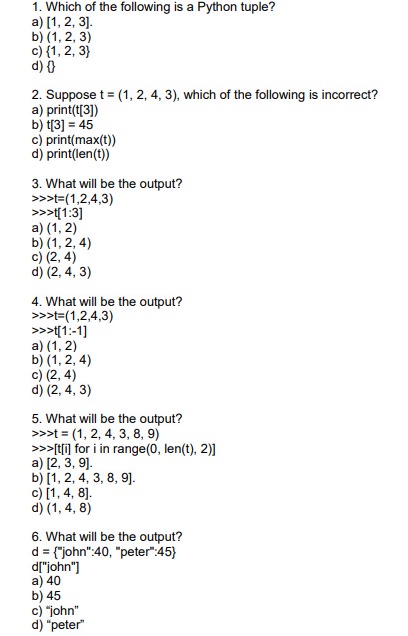 1. Which of the following is a Python tuple?
a) [1, 2, 3].
b) (1, 2, 3)
c) {1, 2, 3}
d) {}
2. Suppose t = (1, 2, 4, 3), which of the following is incorrect?
a) print(t[3])
b) t[3] = 45
c) print(max(t))
d) print(len(t))
3. What will be the output?
>>>t=(1,2,4,3)
>>>t[1:3]
a) (1, 2)
b) (1, 2, 4)
c) (2, 4)
d) (2, 4, 3)
4. What will be the output?
>>>t=(1,2,4,3)
>>>t[1:-1]
a) (1, 2)
b) (1, 2, 4)
c) (2, 4)
d) (2, 4, 3)
5. What will be the output?
>>>t = (1, 2, 4, 3, 8, 9)
>>>[t[i] for i in range(0, len(t), 2)]
a) [2, 3, 9].
b) [1, 2, 4, 3, 8, 9].
c) [1, 4, 8].
d) (1, 4, 8)
6. What will be the output?
d = {"john":40, "peter":45}
d["john"]
a) 40
b) 45
c) “john”
d) “peter”